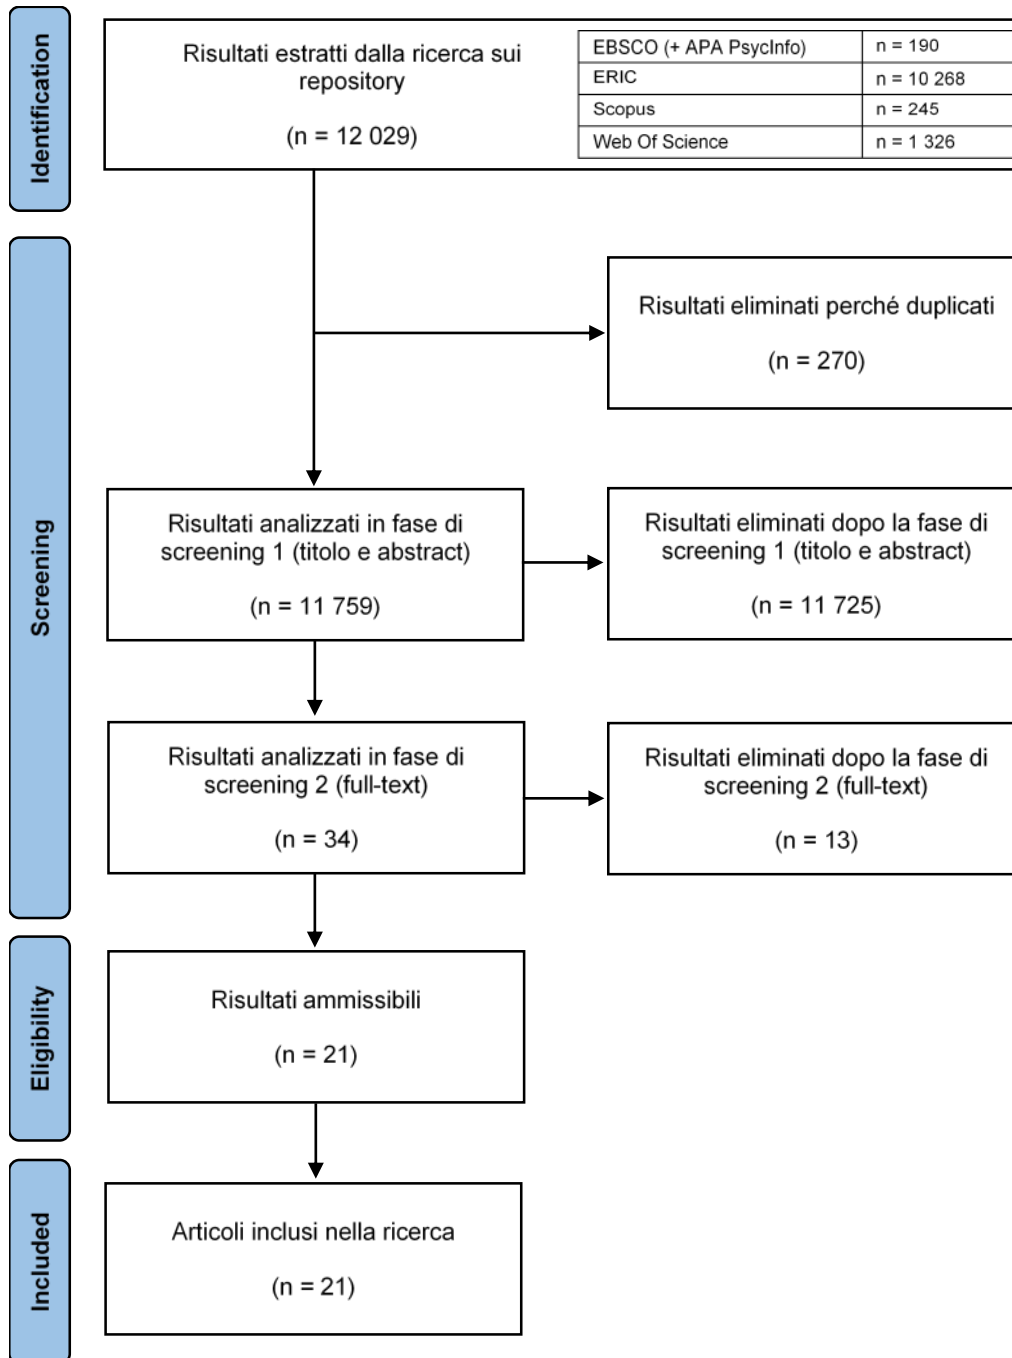 Identification
Risultati estratti dalla ricerca sui
repository
(n = 12 029)
EBSCO (+ APA PsycInfo) n = 190
ERIC n = 10 268
Scopus n = 245
Web Of Science n = 1 326
Screening
Risultati eliminati perché duplicati
(n = 270)
Risultati analizzati in fase di
screening 1 (titolo e abstract)
(n = 11 759)
Risultati eliminati dopo la fase di
screening 1 (titolo e abstract)
(n = 11 725)
Risultati analizzati in fase di
screening 2 (full-text)
(n = 34)
Risultati eliminati dopo la fase di
screening 2 (full-text)
(n = 13)
Eligibility
Risultati ammissibili
(n = 21)
Included
Articoli inclusi nella ricerca
(n = 21)